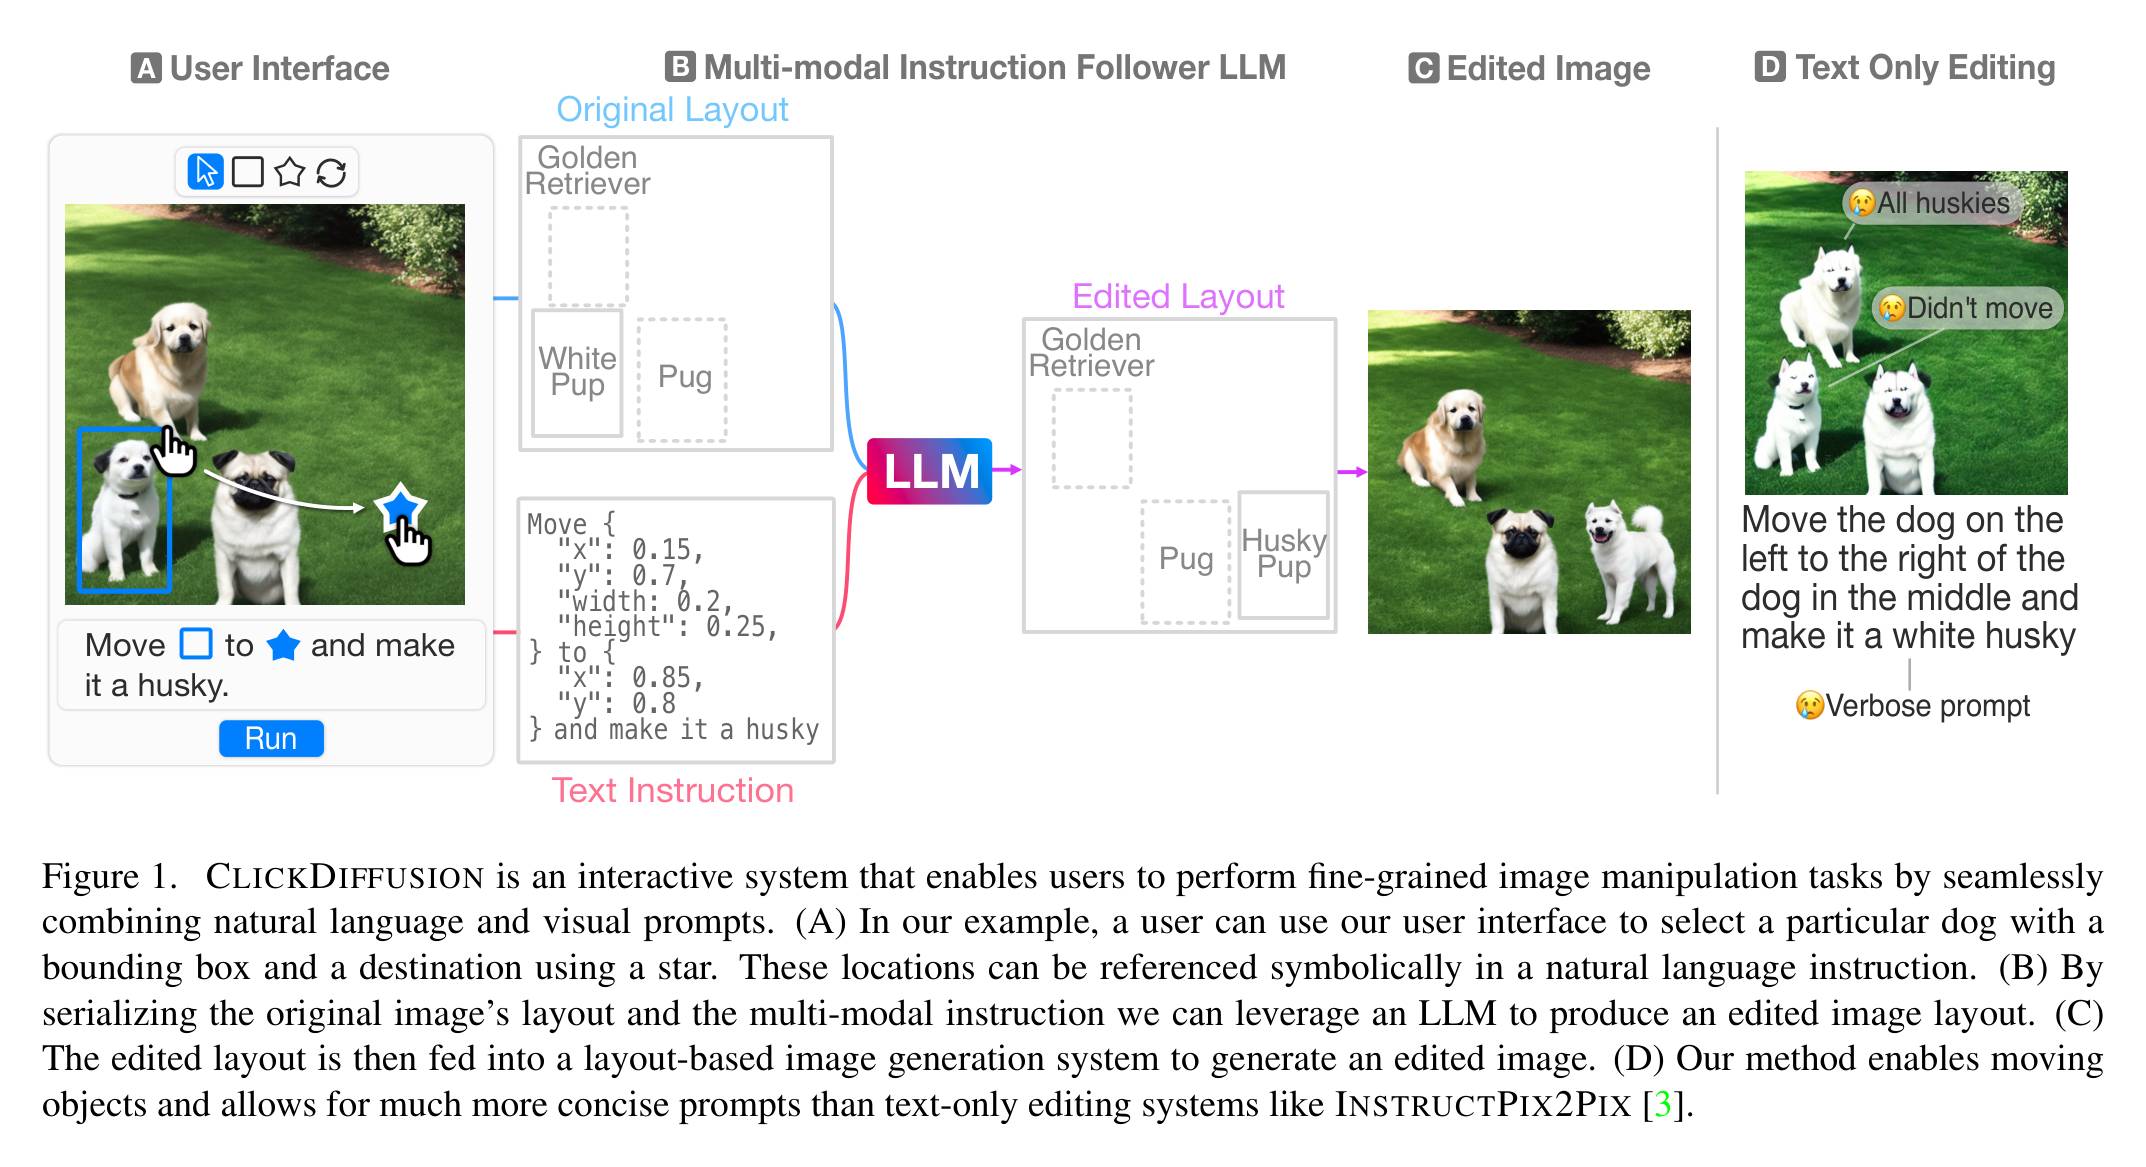 A User Interface
B Multi-modal Instruction Follower LLM
C Edited Image
D Text Only Editing
Original Layout
Golden
Retriever
White
Pup
Pug
Move to and make
it a husky.
Run
Move {
"x": 0.15,
"y": 0.7,
"width: 0.2,
"height": 0.25,
} to {
"x": 0.85,
"y": 0.8
} and make it a husky
Text Instruction
LLM
Edited Layout
Golden
Retriever
Pug
Husky
Pup
All huskies
Didn't move
Move the dog on the
left to the right of the
dog in the middle and
make it a white husky
Verbose prompt
Figure 1. CLICKDIFFUSION is an interactive system that enables users to perform fine-grained image manipulation tasks by seamlessly
combining natural language and visual prompts. (A) In our example, a user can use our user interface to select a particular dog with a
bounding box and a destination using a star. These locations can be referenced symbolically in a natural language instruction. (B) By
serializing the original image's layout and the multi-modal instruction we can leverage an LLM to produce an edited image layout. (C)
The edited layout is then fed into a layout-based image generation system to generate an edited image. (D) Our method enables moving
objects and allows for much more concise prompts than text-only editing systems like INSTRUCTPIX2PIX [3].